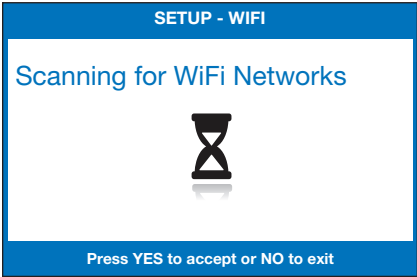 SETUP - WIFI
Scanning for WiFi Networks
Press YES to accept or NO to exit